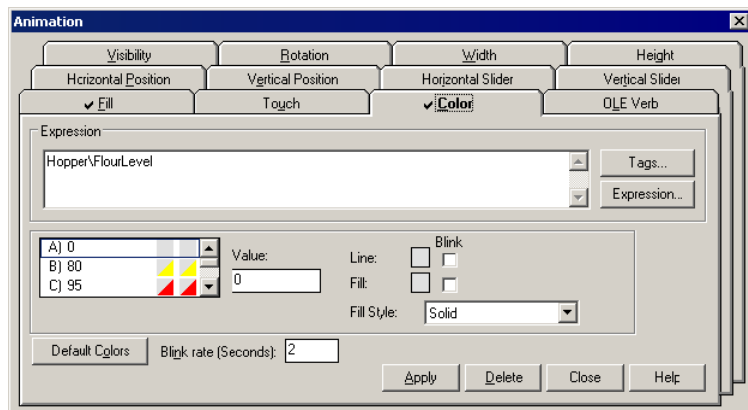 Animation
Visibility Rotation Width Height
Horizontal Position Vertical Position Horizontal Slider Vertical Slider
Fill Touch Color OLE Verb
Expression
Hopper\FlourLevel
Tags...
Expression...
A) 0
B) 80
C) 95
Value:
0
Blink
Line:
Fill:
Fill Style: Solid
Default Colors Blink rate (Seconds): 2
Apply Delete Close Help